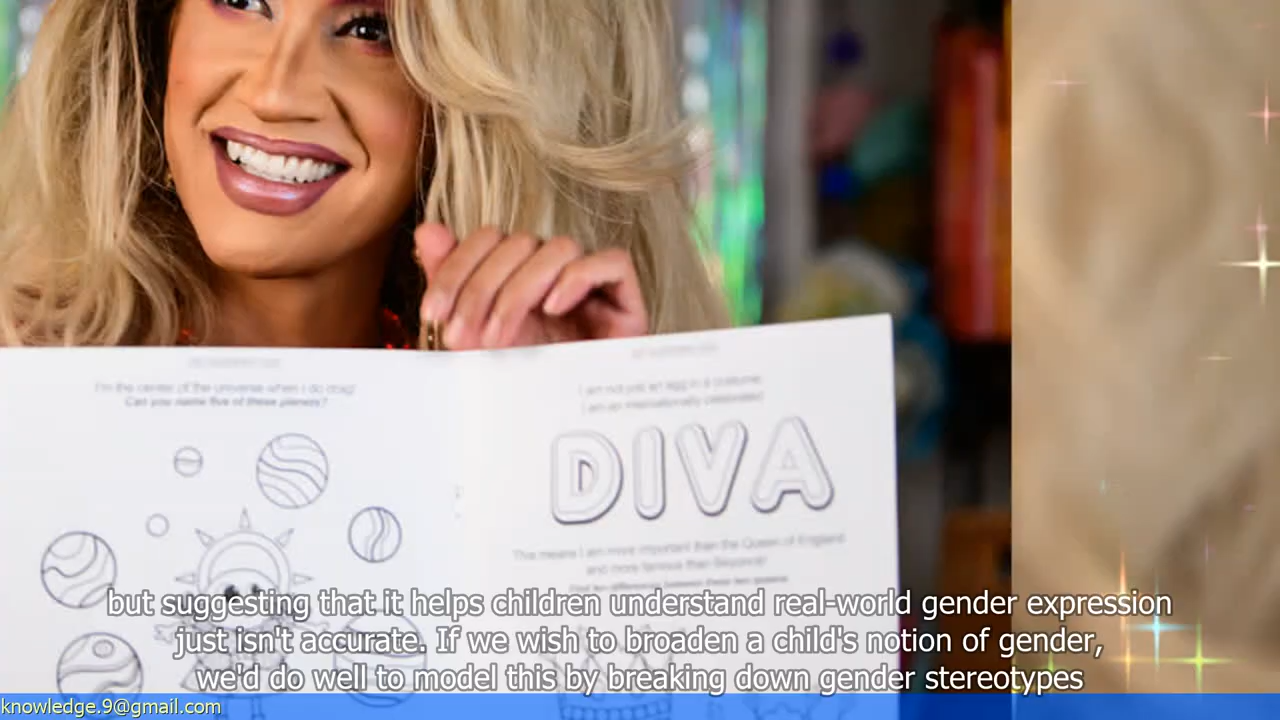 I'm the center of the universe when I do drag!
Can you name five of these planets?
I am not just an egg in a costume,
I am an internationally celebrated
DIVA
This means I am more important than the Queen of England
and more famous than Beyoncé!
but suggesting that it helps children understand real-world gender expression
just isn't accurate. If we wish to broaden a child's notion of gender,
we'd do well to model this by breaking down gender stereotypes
knowledge.9@gmail.com